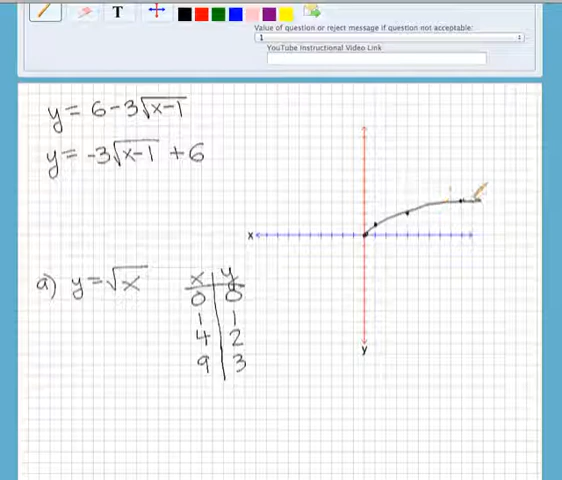 T
Value of question or reject message if question not acceptable:
1
YouTube Instructional Video Link
y = 6 - 3√x-1
y = -3√x-1 + 6
x
a) y = √x
x y
0 0
1 1
4 2
9 3
y